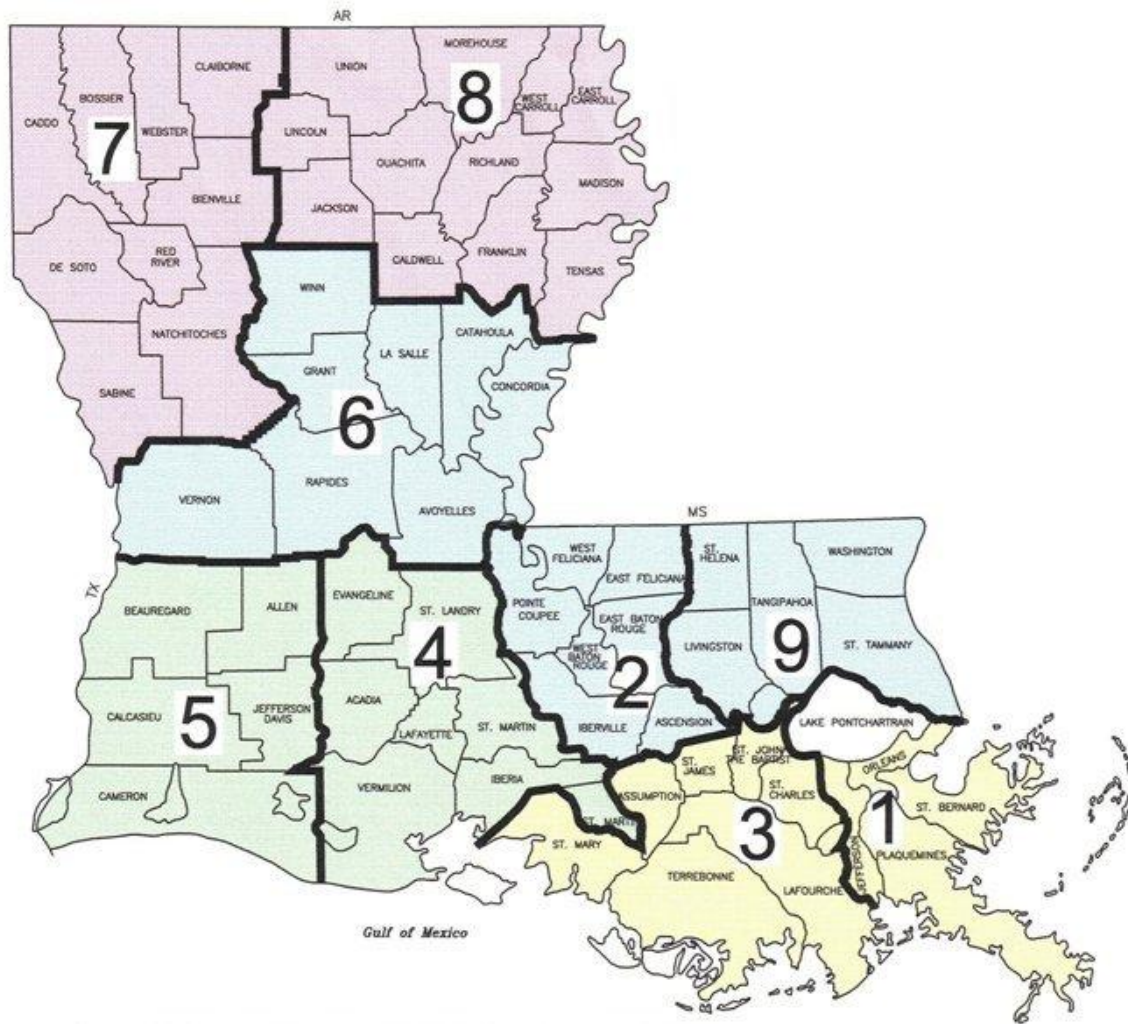 AR
CLAIBORNE
UNION
MOREHOUSE
BOSSIER
8
WEST
CARROLL
EAST
CARROLL
CADDO
7
WEBSTER
LINCOLN
OUACHITA
RICHLAND
MADISON
BIENVILLE
JACKSON
RED
RIVER
DE SOTO
CALDWELL
FRANKLIN
TENSAS
WINN
NATCHITOCHES
CATAHOULA
LA SALLE
GRANT
SABINE
CONCORDIA
6
RAPIDES
VERNON
AVOYELLES
MS
WEST
FELICIANA
ST.
HELENA
WASHINGTON
EAST FELICIANA
TX
BEAUREGARD
ALLEN
EVANGELINE
ST. LANDRY
POINTE
COUPEE
EAST BATON
ROUGE
TANGIPAHOA
LIVINGSTON
ST. TAMMANY
4
WEST
BATON
ROUGE
2
9
5
CALCASIEU
JEFFERSON
DAVIS
ACADIA
LAFAYETTE
ST. MARTIN
IBERVILLE
ASCENSION
LAKE PONTCHARTRAIN
CAMERON
VERMILION
IBERIA
ST. JOHN
THE BAPTIST
ST.
JAMES
ASSUMPTION
ST.
CHARLES
ORLEANS
ST. BERNARD
ST. MARTI
ST. MARY
3
1
JEFFERSON
PLAQUEMINES
TERREBONNE
LAFOURCHE
Gulf of Mexico